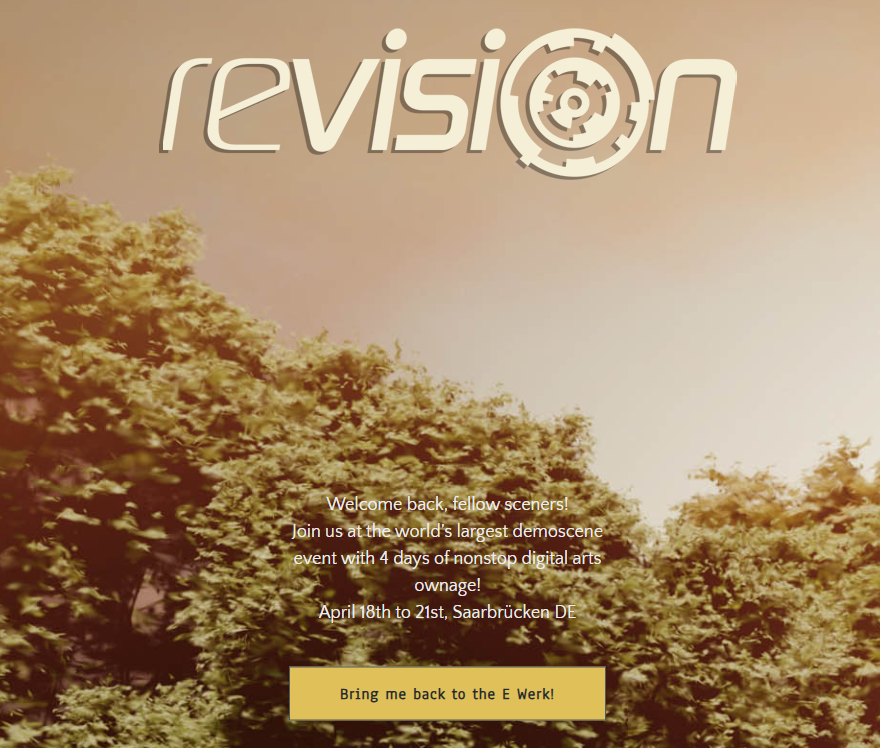 revision
Welcome back, fellow sceners!
Join us at the world's largest demoscene
event with 4 days of nonstop digital arts
ownage!
April 18th to 21st, Saarbrücken DE
Bring me back to the E Werk!